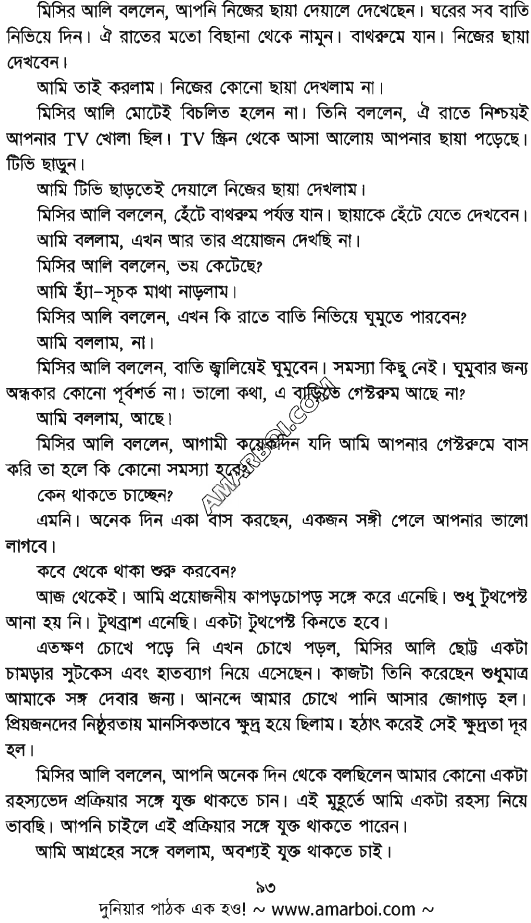 মিসির আলি বললেন, আপনি নিজের ছায়া দেয়ালে দেখেছেন। ঘরের সব বাতি
নিভিয়ে দিন। ঐ রাতের মতো বিছানা থেকে নামুন। বাথরুমে যান। নিজের ছায়া
দেখবেন।
আমি তাই করলাম। নিজের কোনো ছায়া দেখলাম না।
মিসির আলি মোটেই বিচলিত হলেন না। তিনি বললেন, ঐ রাতে নিশ্চয়ই
আপনার TV খোলা ছিল। TV স্ক্রিন থেকে আসা আলোয় আপনার ছায়া পড়েছে।
টিভি ছাড়ুন।
আমি টিভি ছাড়তেই দেয়ালে নিজের ছায়া দেখলাম।
মিসির আলি বললেন, হেঁটে বাথরুম পর্যন্ত যান। ছায়াকে হেঁটে যেতে দেখবেন।
আমি বললাম, এখন আর তার প্রয়োজন দেখছি না।
মিসির আলি বললেন, ভয় কেটেছে?
আমি হ্যাঁ-সূচক মাথা নাড়লাম।
মিসির আলি বললেন, এখন কি রাতে বাতি নিভিয়ে ঘুমুতে পারবেন?
আমি বললাম, না।
মিসির আলি বললেন, বাতি জ্বালিয়েই ঘুমুবেন। সমস্যা কিছু নেই। ঘুমুবার জন্য
অন্ধকার কোনো পূর্বশর্ত না। ভালো কথা, এ বাড়িতে গেস্টরুম আছে না?
আমি বললাম, আছে।
মিসির আলি বললেন, আগামী কয়েকদিন যদি আমি আপনার গেস্টরুমে বাস
করি তা হলে কি কোনো সমস্যা হবে?
কেন থাকতে চাচ্ছেন?
এমনি। অনেক দিন একা বাস করছেন, একজন সঙ্গী পেলে আপনার ভালো
লাগবে।
কবে থেকে থাকা শুরু করবেন?
আজ থেকেই। আমি প্রয়োজনীয় কাপড়চোপড় সঙ্গে করে এনেছি। শুধু টুথপেস্ট
আনা হয় নি। টুথব্রাশ এনেছি। একটা টুথপেস্ট কিনতে হবে।
এতক্ষণ চোখে পড়ে নি এখন চোখে পড়ল, মিসির আলি ছোট্ট একটা
চামড়ার সুটকেস এবং হাতব্যাগ নিয়ে এসেছেন। কাজটা তিনি করেছেন শুধুমাত্র
আমাকে সঙ্গ দেবার জন্য। আনন্দে আমার চোখে পানি আসার জোগাড় হল।
প্রিয়জনদের নিষ্ঠুরতায় মানসিকভাবে ক্ষুদ্র হয়ে ছিলাম। হঠাৎ করেই সেই ক্ষুদ্রতা দূর
হল।
মিসির আলি বললেন, আপনি অনেক দিন থেকে বলছিলেন আমার কোনো একটা
রহস্যভেদ প্রক্রিয়ার সঙ্গে যুক্ত থাকতে চান। এই মুহূর্তে আমি একটা রহস্য নিয়ে
ভাবছি। আপনি চাইলে এই প্রক্রিয়ার সঙ্গে যুক্ত থাকতে পারেন।
আমি আগ্রহের সঙ্গে বললাম, অবশ্যই যুক্ত থাকতে চাই।
৯৩
দুনিয়ার পাঠক এক হও! ~ www.amarboi.com ~
AMARBOI.COM